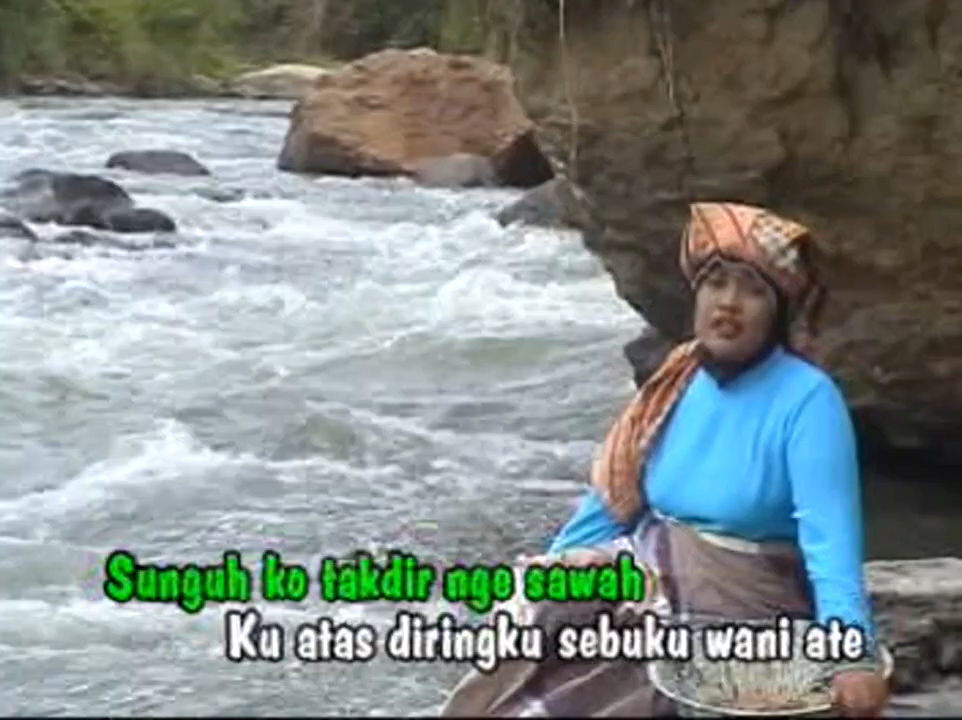 Sunguh ko takdir nge sawah
Ku atas diringku sebuku wani ate